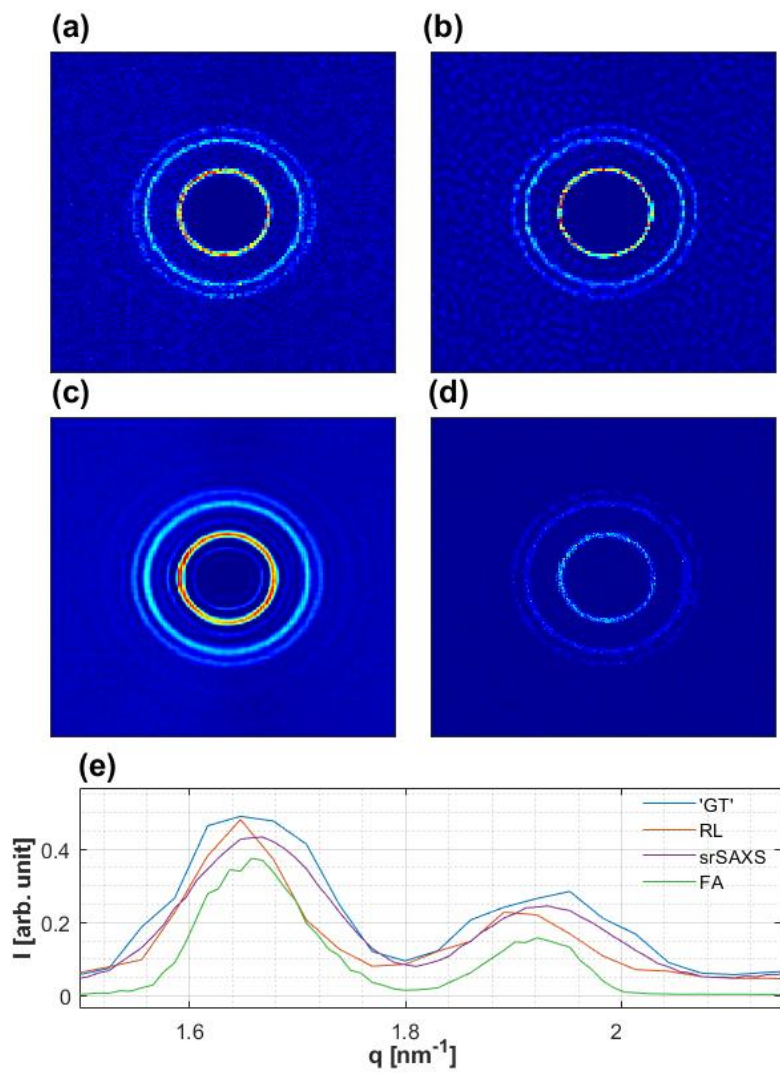 (a)
(b)
(c)
(d)
(e)
'GT'
RL
srSAXS
FA
0.4
0.2
0
I [arb. unit]
1.6
1.8
2
q [nm⁻¹]